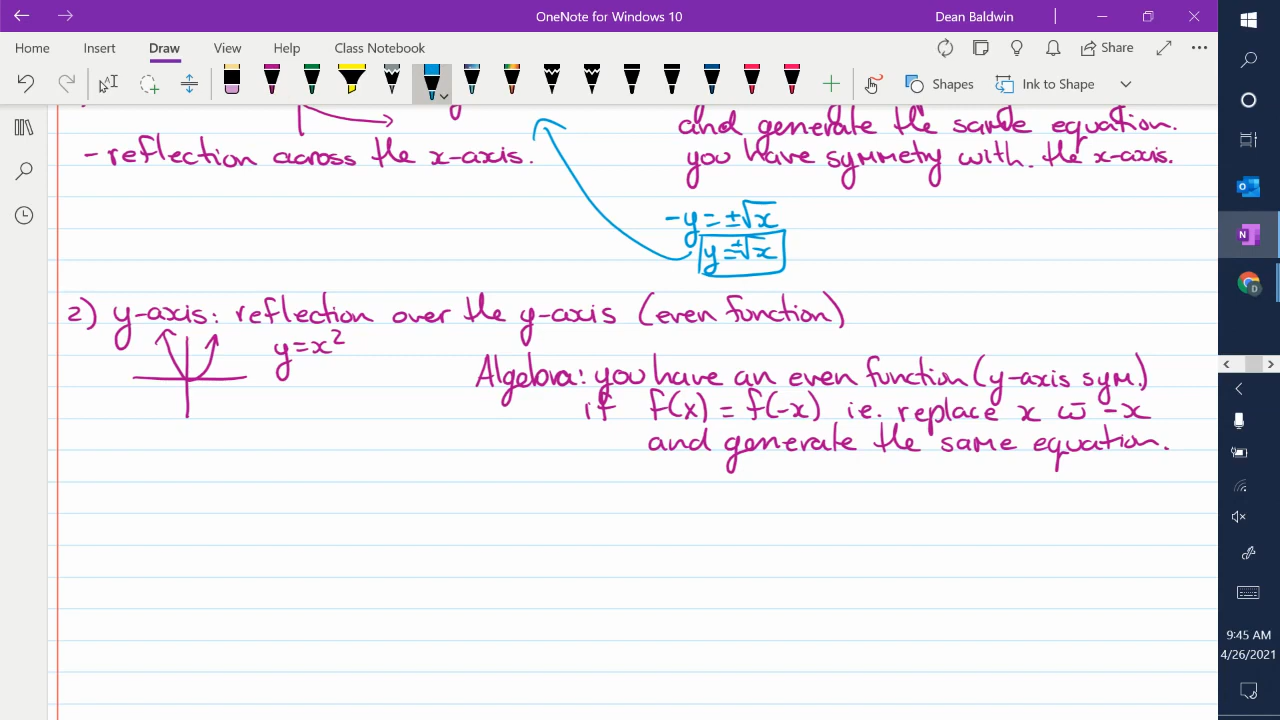 OneNote for Windows 10
Dean Baldwin
Home Insert Draw View Help Class Notebook
Share
Shapes
Ink to Shape
and generate the same equation.
- reflection across the x-axis.
you have symmetry with. the x-axis.
-y = ±√x
y = ±√x
2) y-axis: reflection over the y-axis (even function)
y=x²
Algebra: you have an even function (y-axis sym.)
if f(x) = f(-x) ie. replace x w̄ -x
and generate the same equation.
9:45 AM
4/26/2021